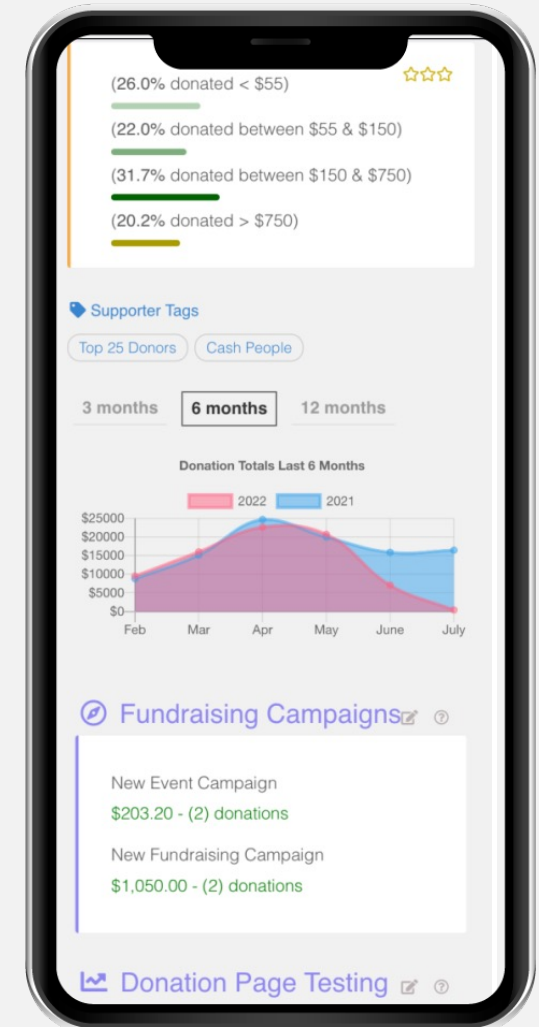 (26.0% donated < $55)
(22.0% donated between $55 & $150)
(31.7% donated between $150 & $750)
(20.2% donated > $750)
Supporter Tags
Top 25 Donors Cash People
3 months 6 months 12 months
Donation Totals Last 6 Months
2022 2021
$25000
$20000
$15000
$10000
$5000
$0
Feb Mar Apr May June July
Fundraising Campaigns ?
New Event Campaign
$203.20 - (2) donations
New Fundraising Campaign
$1,050.00 - (2) donations
Donation Page Testing ?